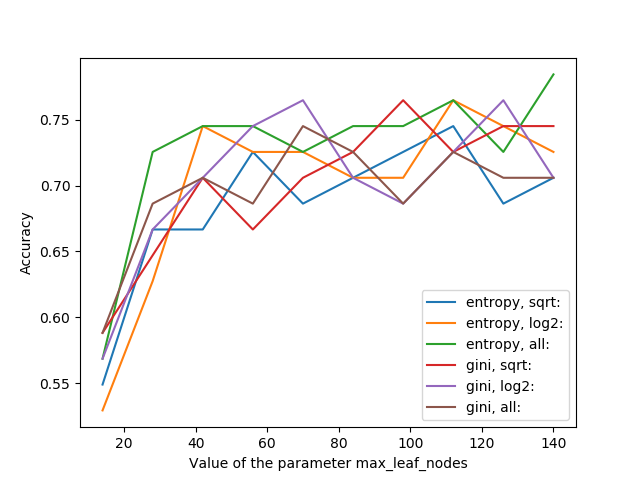 0.75
0.70
0.65
0.60
0.55
Accuracy
20
40
60
80
100
120
140
Value of the parameter max_leaf_nodes
entropy, sqrt:
entropy, log2:
entropy, all:
gini, sqrt:
gini, log2:
gini, all: